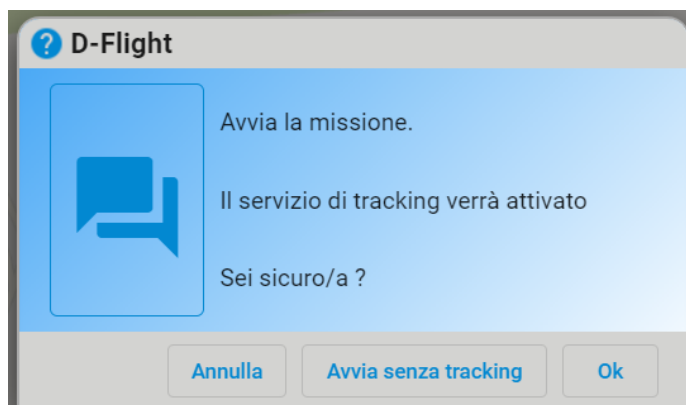 D-Flight
Avvia la missione.
Il servizio di tracking verrà attivato
Sei sicuro/a ?
Annulla
Avvia senza tracking
Ok